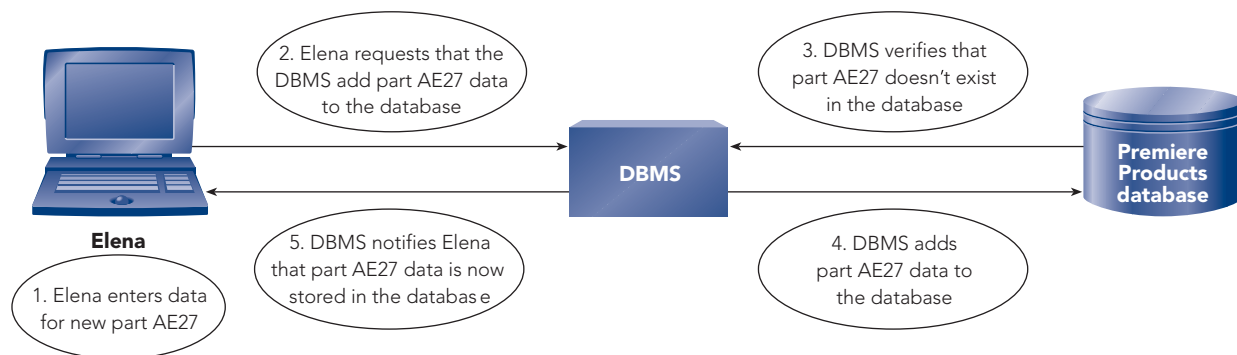 2. Elena requests that the
DBMS add part AE27 data
to the database
3. DBMS verifies that
part AE27 doesn't exist
in the database
DBMS
Premiere
Products
database
Elena
1. Elena enters data
for new part AE27
5. DBMS notifies Elena
that part AE27 data is now
stored in the database
4. DBMS adds
part AE27 data to
the database